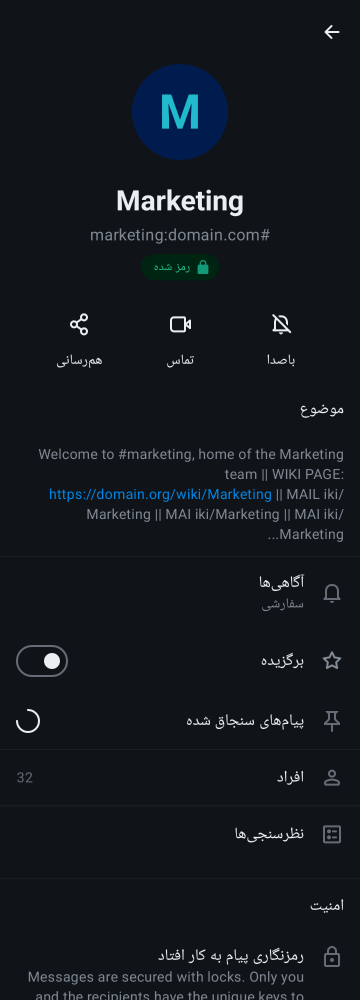 M
Marketing
marketing:domain.com#
رمز شده
باصدا
تماس
هم‌رسانی
موضوع
Welcome to #marketing, home of the Marketing
team || WIKI PAGE:
https://domain.org/wiki/Marketing || MAIL iki/
Marketing || MAI iki/Marketing || MAI iki/
...Marketing
آگاهی‌ها
سفارشی
برگزیده
پیام‌های سنجاق شده
افراد
32
نظرسنجی‌ها
امنیت
رمزنگاری پیام به کار افتاد
Messages are secured with locks. Only you
and the recipients have the unique keys to